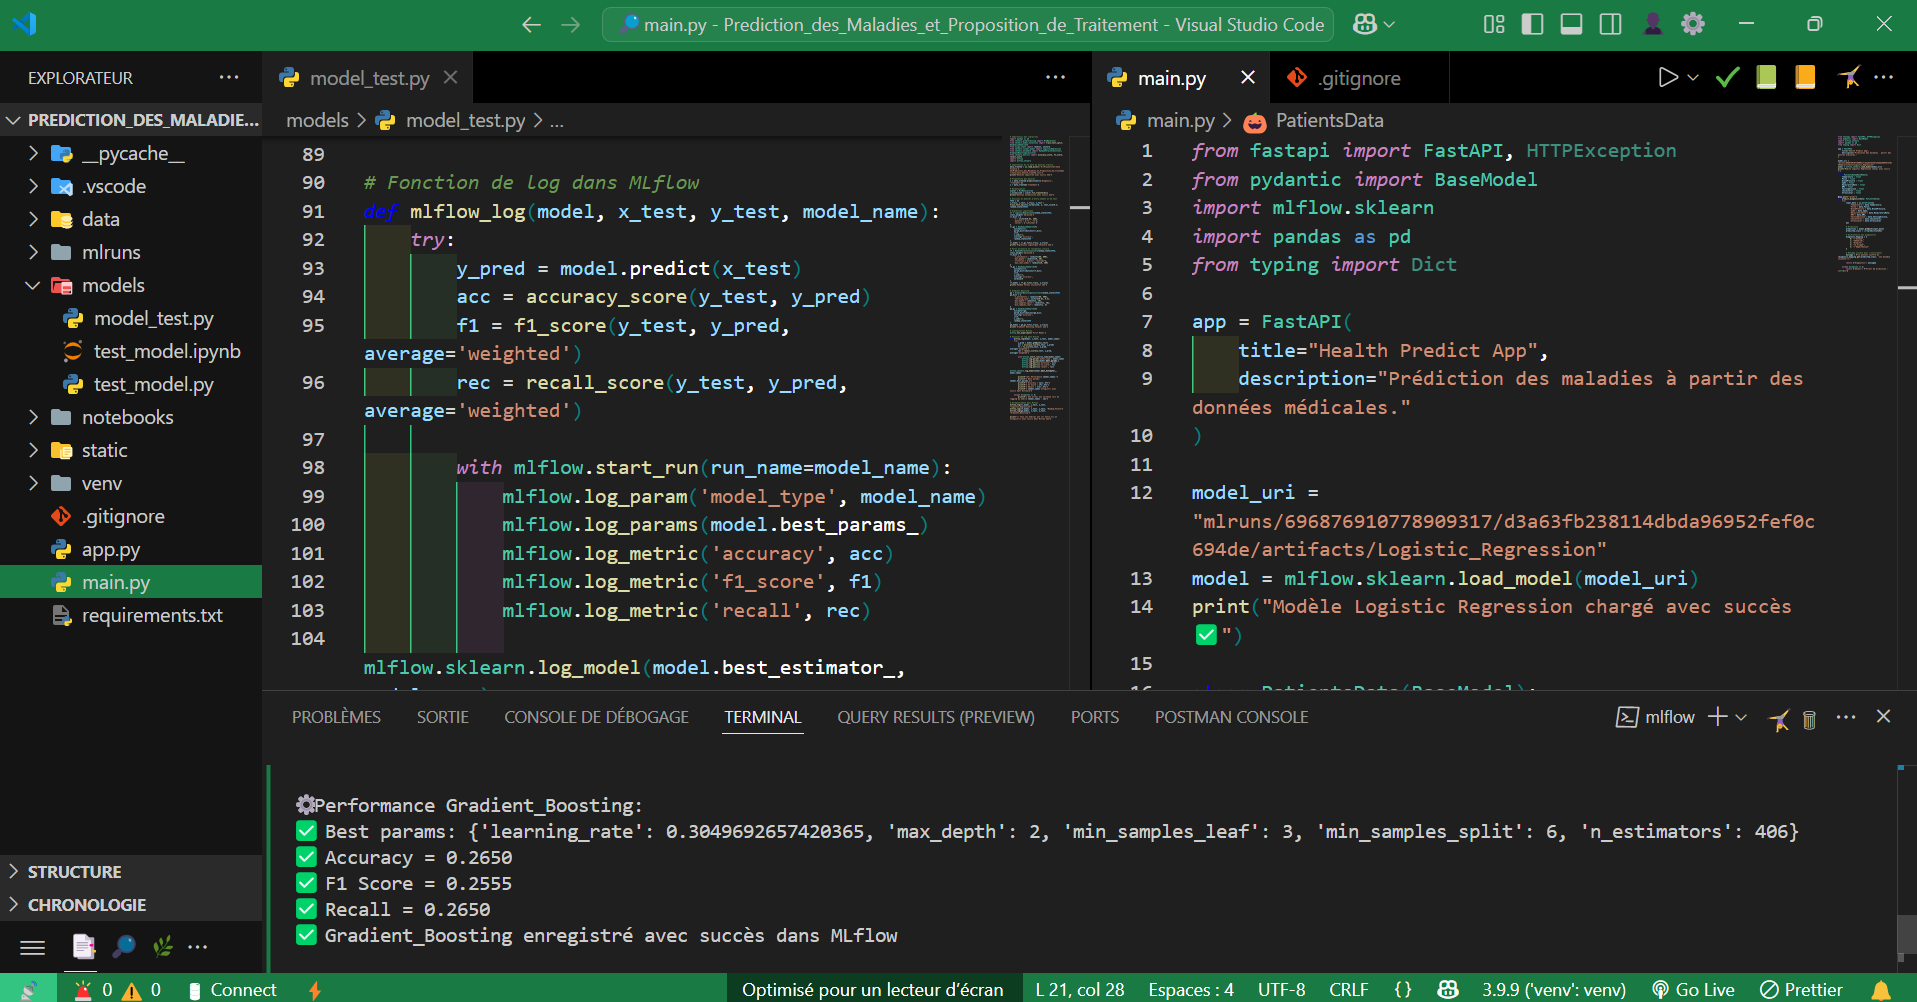 main.py - Prediction_des_Maladies_et_Proposition_de_Traitement - Visual Studio Code
EXPLORATEUR
PREDICTION_DES_MALADIE...
__pycache__
.vscode
data
mlruns
models
model_test.py
test_model.ipynb
test_model.py
notebooks
static
venv
.gitignore
app.py
main.py
requirements.txt
STRUCTURE
CHRONOLOGIE
model_test.py
models > model_test.py > ...
89
90 # Fonction de log dans MLflow
91 def mlflow_log(model, x_test, y_test, model_name):
92 try:
93 y_pred = model.predict(x_test)
94 acc = accuracy_score(y_test, y_pred)
95 f1 = f1_score(y_test, y_pred,
average='weighted')
96 rec = recall_score(y_test, y_pred,
average='weighted')
97
98 with mlflow.start_run(run_name=model_name):
99 mlflow.log_param('model_type', model_name)
100 mlflow.log_params(model.best_params_)
101 mlflow.log_metric('accuracy', acc)
102 mlflow.log_metric('f1_score', f1)
103 mlflow.log_metric('recall', rec)
104
mlflow.sklearn.log_model(model.best_estimator_,
main.py
.gitignore
main.py > PatientsData
1 from fastapi import FastAPI, HTTPException
2 from pydantic import BaseModel
3 import mlflow.sklearn
4 import pandas as pd
5 from typing import Dict
6
7 app = FastAPI(
8 title="Health Predict App",
9 description="Prédiction des maladies à partir des
données médicales."
10 )
11
12 model_uri =
"mlruns/696876910778909317/d3a63fb238114dbda96952fef0c
694de/artifacts/Logistic_Regression"
13 model = mlflow.sklearn.load_model(model_uri)
14 print("Modèle Logistic Regression chargé avec succès
✅")
15
16 class PatientsData(BaseModel):
PROBLÈMES
SORTIE
CONSOLE DE DÉBOGAGE
TERMINAL
QUERY RESULTS (PREVIEW)
PORTS
POSTMAN CONSOLE
mlflow
⚙Performance Gradient_Boosting:
✅ Best params: {'learning_rate': 0.3049692657420365, 'max_depth': 2, 'min_samples_leaf': 3, 'min_samples_split': 6, 'n_estimators': 406}
✅ Accuracy = 0.2650
✅ F1 Score = 0.2555
✅ Recall = 0.2650
✅ Gradient_Boosting enregistré avec succès dans MLflow
0
0
Connect
Optimisé pour un lecteur d'écran
L 21, col 28
Espaces : 4
UTF-8
CRLF
{}
3.9.9 ('venv': venv)
Go Live
Prettier